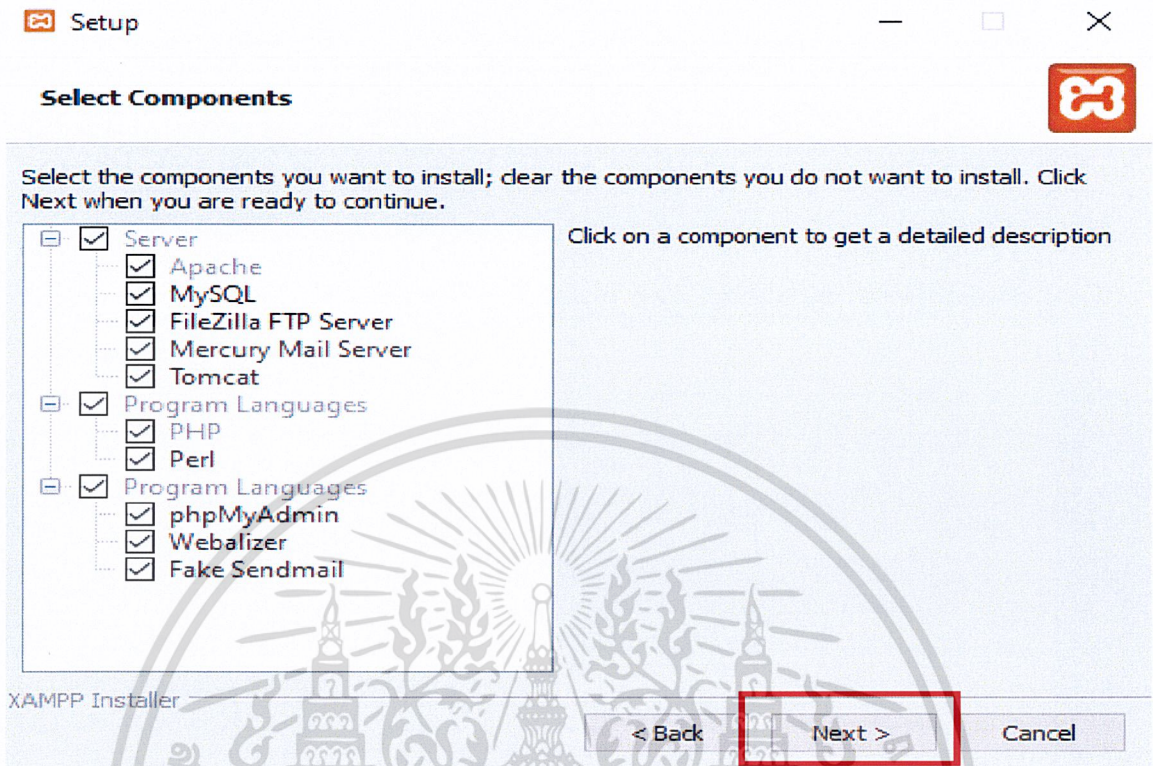 Setup
Select Components
Select the components you want to install; clear the components you do not want to install. Click
Next when you are ready to continue.
Server
Apache
MySQL
FileZilla FTP Server
Mercury Mail Server
Tomcat
Program Languages
PHP
Perl
Program Languages
phpMyAdmin
Webalizer
Fake Sendmail
Click on a component to get a detailed description
XAMPP Installer
< Back
Next >
Cancel